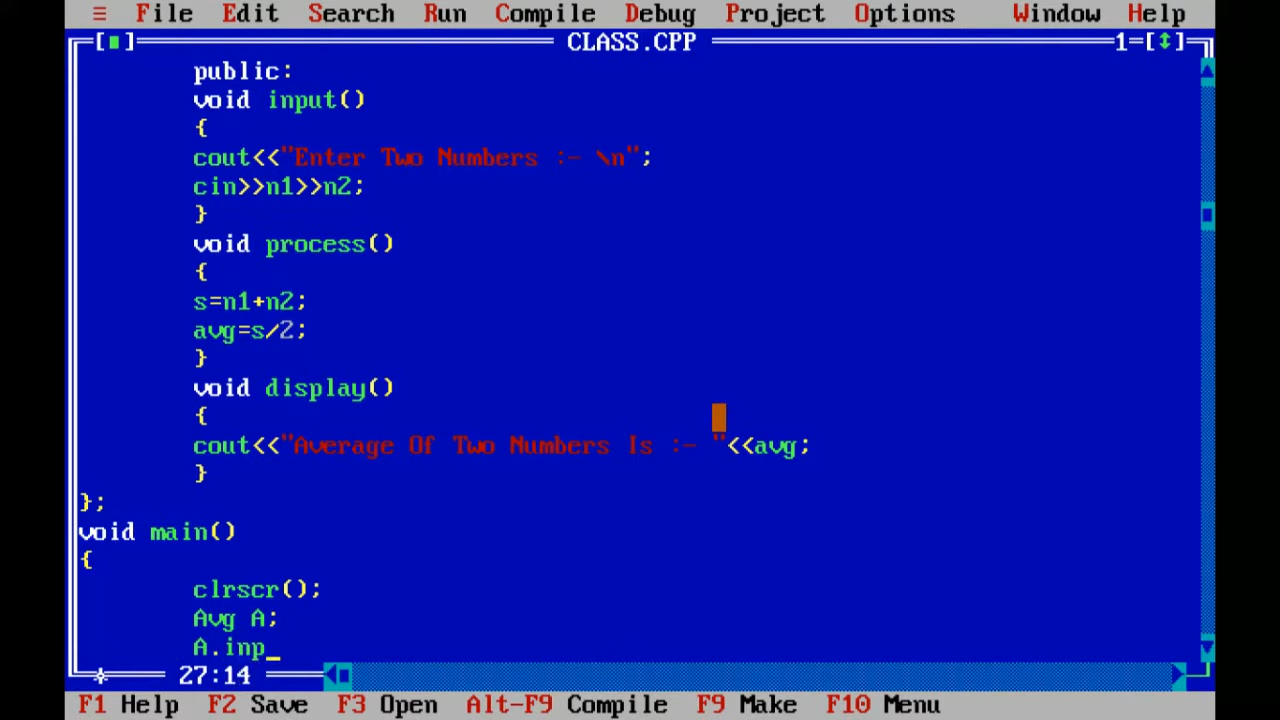 ≡ File Edit Search Run Compile Debug Project Options Window Help
[■] CLASS.CPP 1=[↕]
public:
void input()
{
cout<<"Enter Two Numbers :- \n";
cin>>n1>>n2;
}
void process()
{
s=n1+n2;
avg=s/2;
}
void display()
{
cout<<"Average Of Two Numbers Is :- "<<avg;
}
};
void main()
{
clrscr();
Avg A;
A.inp_
27:14
F1 Help F2 Save F3 Open Alt-F9 Compile F9 Make F10 Menu